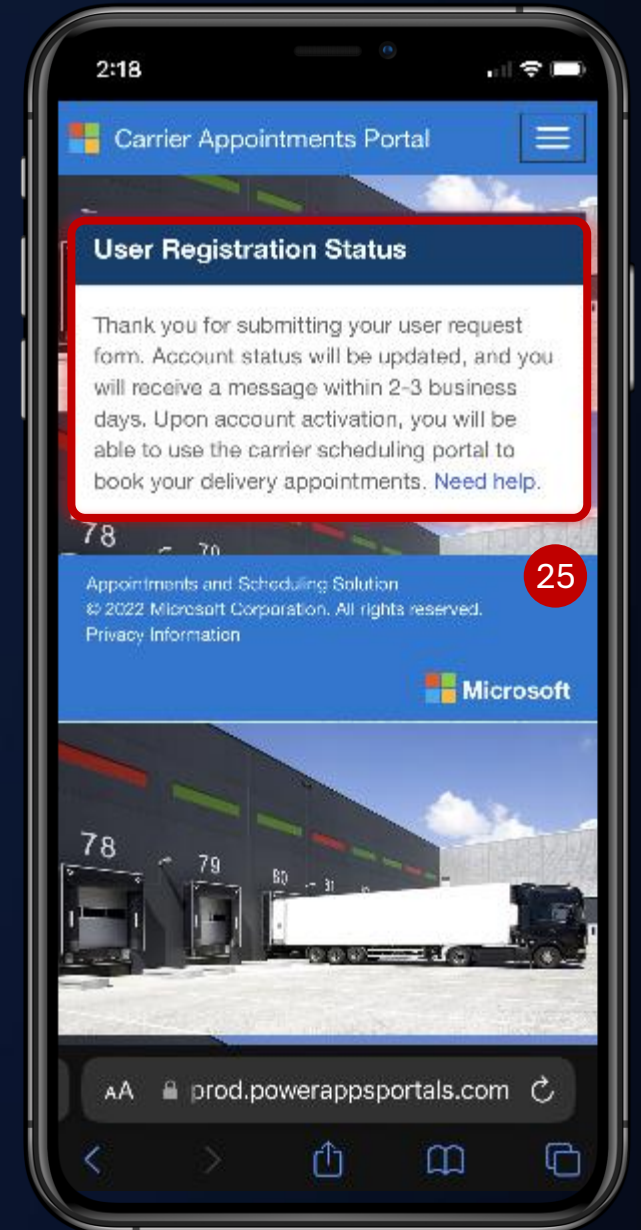 2:18
Carrier Appointments Portal
User Registration Status
Thank you for submitting your user request
form. Account status will be updated, and you
will receive a message within 2-3 business
days. Upon account activation, you will be
able to use the carrier scheduling portal to
book your delivery appointments. Need help.
78
79
25
Appointments and Scheduling Solution
© 2022 Microsoft Corporation. All rights reserved.
Privacy Information
Microsoft
78
79
80
81
AA prod.powerappsportals.com